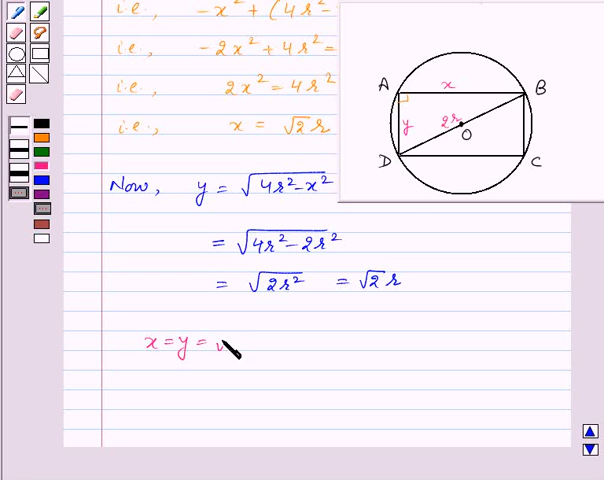 i.e., -x² + (4r² -
i.e., -2x² + 4r² =
i.e., 2x² = 4r²
i.e., x = √2 r
Now, y = √(4r² - x²)
= √(4r² - 2r²)
= √(2r²) = √2 r
x = y = √
A x B
y 2r
O
D C